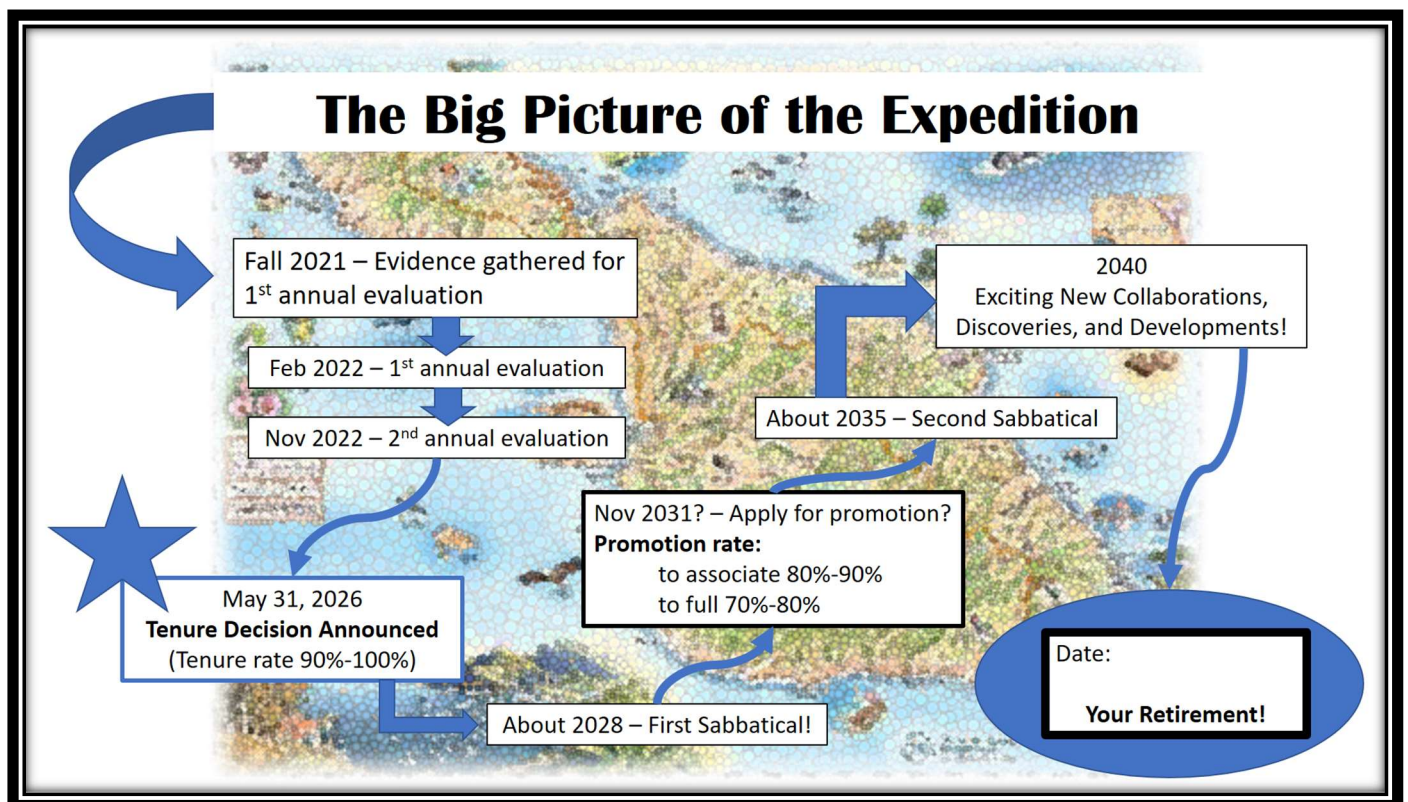 The Big Picture of the Expedition
Fall 2021 – Evidence gathered for
1st annual evaluation
Feb 2022 – 1st annual evaluation
Nov 2022 – 2nd annual evaluation
May 31, 2026
Tenure Decision Announced
(Tenure rate 90%-100%)
About 2028 – First Sabbatical!
Nov 2031? – Apply for promotion?
Promotion rate:
to associate 80%-90%
to full 70%-80%
About 2035 – Second Sabbatical
2040
Exciting New Collaborations,
Discoveries, and Developments!
Date:
Your Retirement!